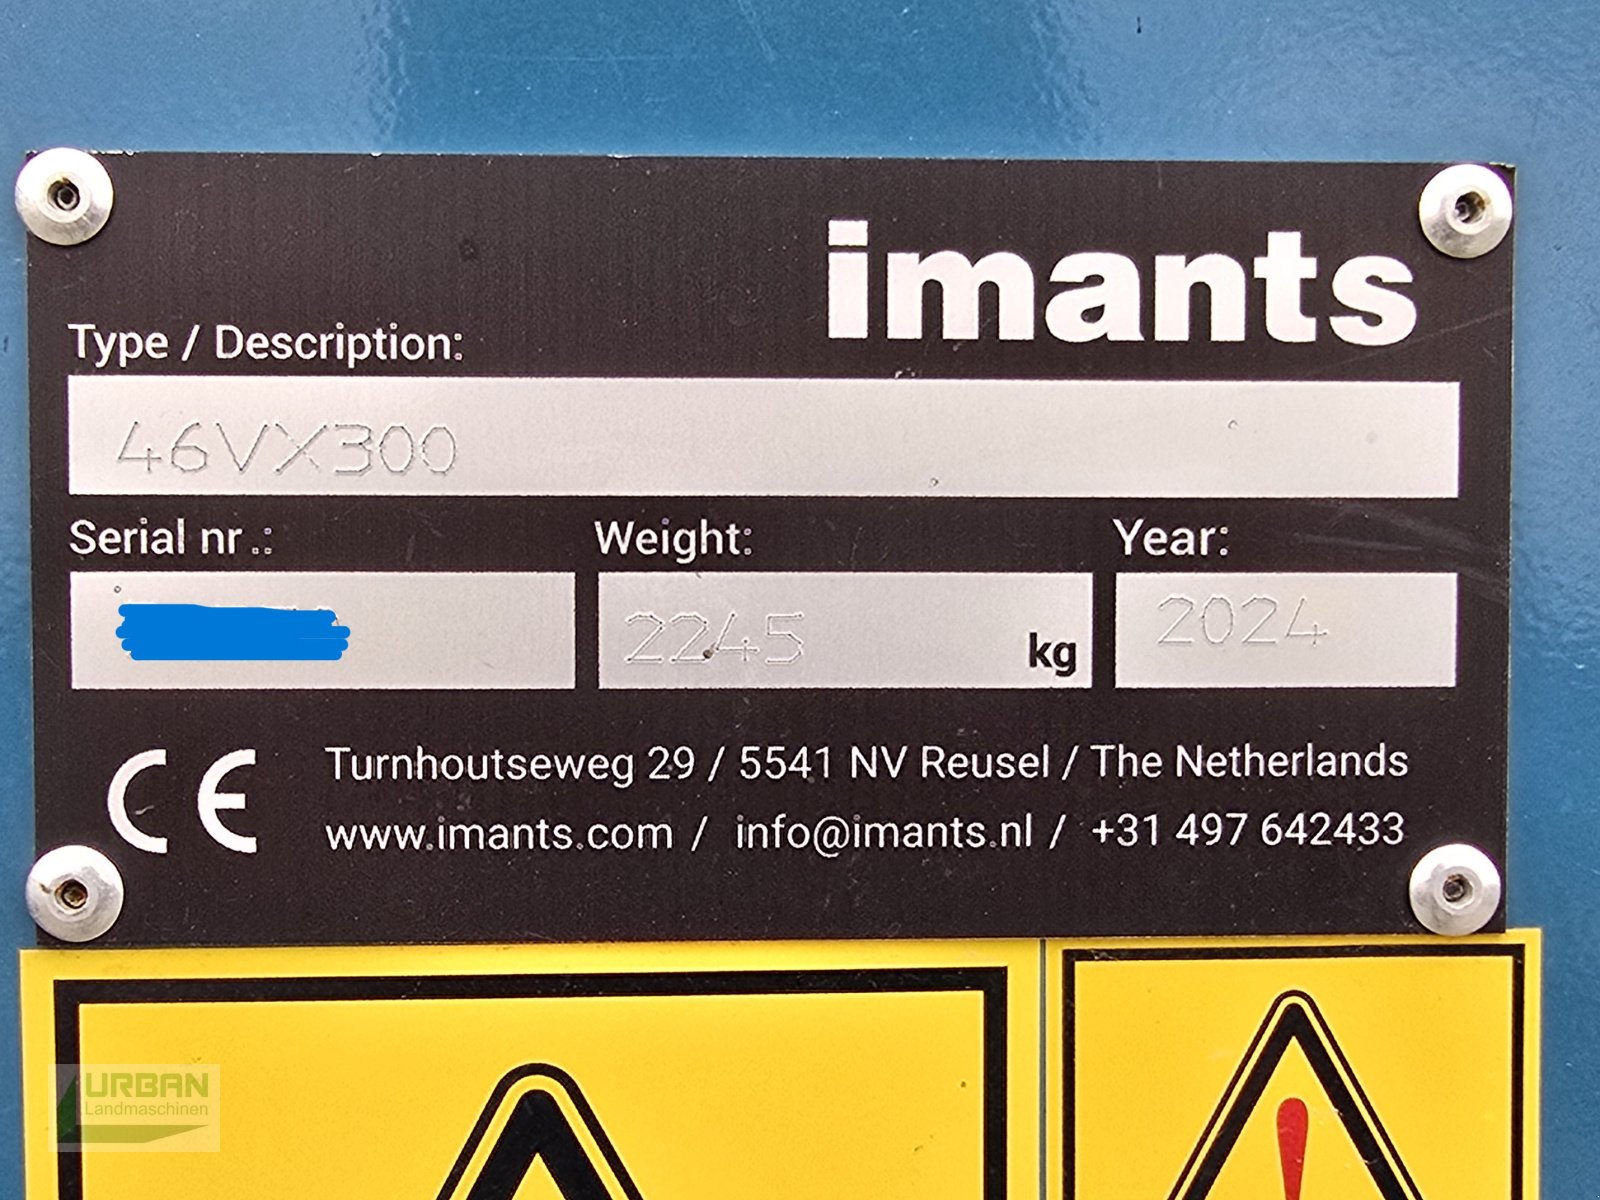 imants
Type / Description:
46VX300
Serial nr .: Weight: Year:
2245 kg 2024
CE Turnhoutseweg 29 / 5541 NV Reusel / The Netherlands
www.imants.com / info@imants.nl / +31 497 642433
URBAN
Landmaschinen